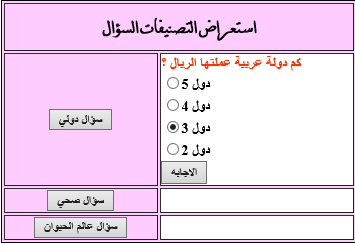 استعراض التصنيفات السؤال
كم دولة عربية عملتها الريال ؟
5 دول
4 دول
3 دول
2 دول
الاجابه
سؤال دولي
سؤال صحي
سؤال عالم الحيوان